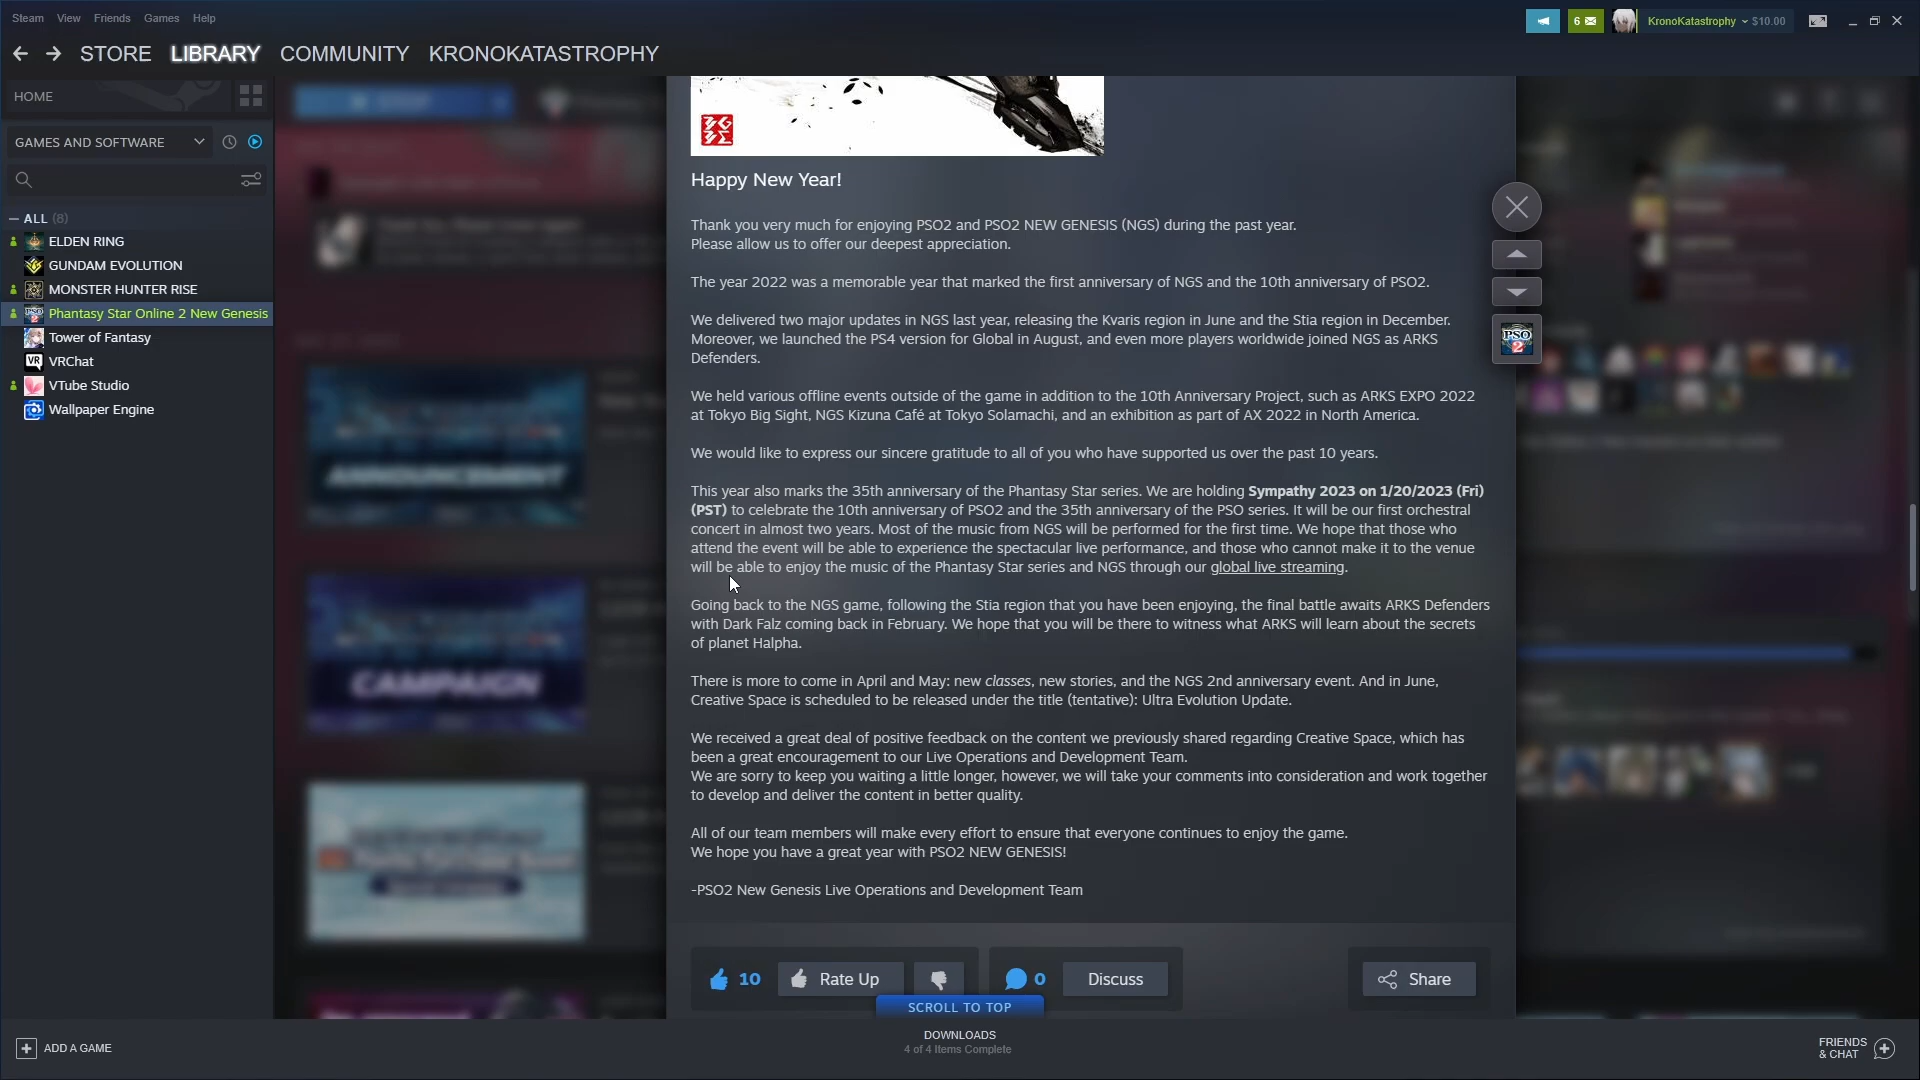 Steam View Friends Games Help
6 KronoKatastrophy $10.00
STORE LIBRARY COMMUNITY KRONOKATASTROPHY
HOME
GAMES AND SOFTWARE
— ALL (8)
ELDEN RING
GUNDAM EVOLUTION
MONSTER HUNTER RISE
Phantasy Star Online 2 New Genesis
Tower of Fantasy
VRChat
VTube Studio
Wallpaper Engine
Happy New Year!
Thank you very much for enjoying PSO2 and PSO2 NEW GENESIS (NGS) during the past year.
Please allow us to offer our deepest appreciation.
The year 2022 was a memorable year that marked the first anniversary of NGS and the 10th anniversary of PSO2.
We delivered two major updates in NGS last year, releasing the Kvaris region in June and the Stia region in December.
Moreover, we launched the PS4 version for Global in August, and even more players worldwide joined NGS as ARKS
Defenders.
We held various offline events outside of the game in addition to the 10th Anniversary Project, such as ARKS EXPO 2022
at Tokyo Big Sight, NGS Kizuna Café at Tokyo Solamachi, and an exhibition as part of AX 2022 in North America.
We would like to express our sincere gratitude to all of you who have supported us over the past 10 years.
This year also marks the 35th anniversary of the Phantasy Star series. We are holding Sympathy 2023 on 1/20/2023 (Fri)
(PST) to celebrate the 10th anniversary of PSO2 and the 35th anniversary of the PSO series. It will be our first orchestral
concert in almost two years. Most of the music from NGS will be performed for the first time. We hope that those who
attend the event will be able to experience the spectacular live performance, and those who cannot make it to the venue
will be able to enjoy the music of the Phantasy Star series and NGS through our global live streaming.
Going back to the NGS game, following the Stia region that you have been enjoying, the final battle awaits ARKS Defenders
with Dark Falz coming back in February. We hope that you will be there to witness what ARKS will learn about the secrets
of planet Halpha.
There is more to come in April and May: new classes, new stories, and the NGS 2nd anniversary event. And in June,
Creative Space is scheduled to be released under the title (tentative): Ultra Evolution Update.
We received a great deal of positive feedback on the content we previously shared regarding Creative Space, which has
been a great encouragement to our Live Operations and Development Team.
We are sorry to keep you waiting a little longer, however, we will take your comments into consideration and work together
to develop and deliver the content in better quality.
All of our team members will make every effort to ensure that everyone continues to enjoy the game.
We hope you have a great year with PSO2 NEW GENESIS!
-PSO2 New Genesis Live Operations and Development Team
10 Rate Up 0 Discuss Share
SCROLL TO TOP
ANNOUNCEMENT
CAMPAIGN
PSO
2
ADD A GAME
DOWNLOADS
4 of 4 Items Complete
FRIENDS
& CHAT